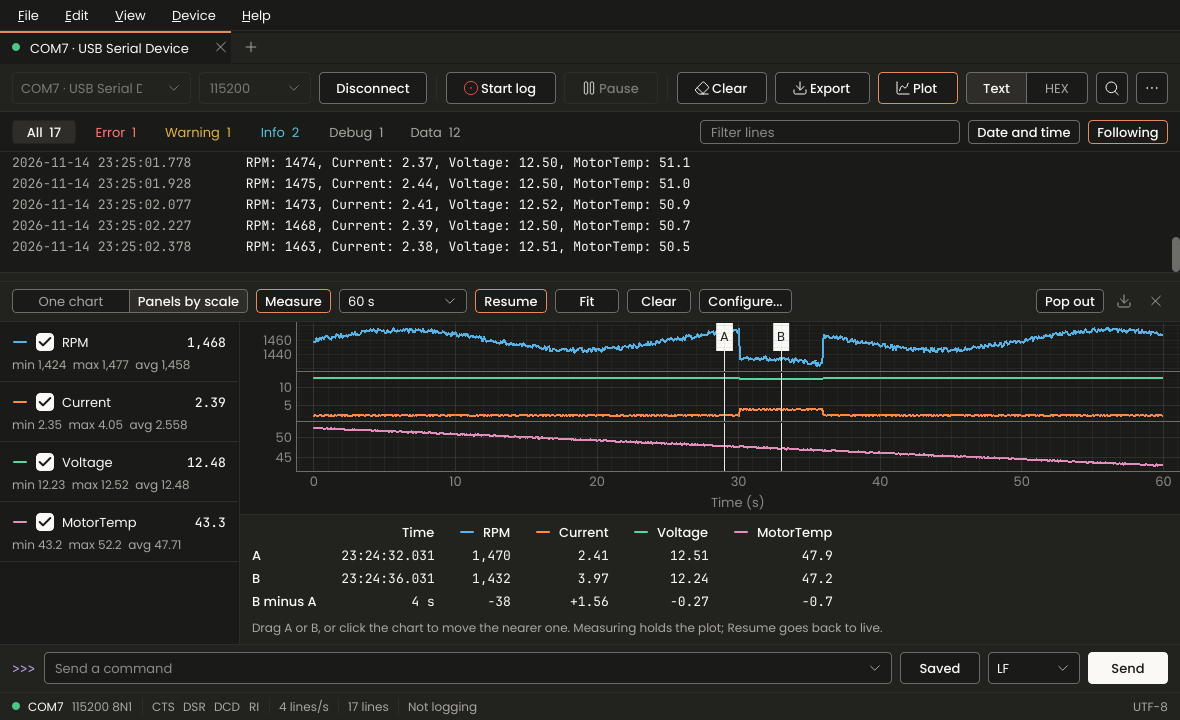 File Edit View Device Help
COM7 · USB Serial Device
COM7 · USB Serial D 115200 Disconnect Start log Pause Clear Export Plot Text HEX ...
All 17 Error 1 Warning 1 Info 2 Debug 1 Data 12 Filter lines Date and time Following
2026-11-14 23:25:01.778 RPM: 1474, Current: 2.37, Voltage: 12.50, MotorTemp: 51.1
2026-11-14 23:25:01.928 RPM: 1475, Current: 2.44, Voltage: 12.50, MotorTemp: 51.0
2026-11-14 23:25:02.077 RPM: 1473, Current: 2.41, Voltage: 12.52, MotorTemp: 50.9
2026-11-14 23:25:02.227 RPM: 1468, Current: 2.39, Voltage: 12.50, MotorTemp: 50.7
2026-11-14 23:25:02.378 RPM: 1463, Current: 2.38, Voltage: 12.51, MotorTemp: 50.5
One chart Panels by scale Measure 60 s Resume Fit Clear Configure... Pop out
RPM 1,468
min 1,424 max 1,477 avg 1,458
Current 2.39
min 2.35 max 4.05 avg 2.558
Voltage 12.48
min 12.23 max 12.52 avg 12.48
MotorTemp 43.3
min 43.2 max 52.2 avg 47.71
A B
1460
1440
10
5
50
45
0 10 20 30 40 50 60
Time (s)
Time RPM Current Voltage MotorTemp
A 23:24:32.031 1,470 2.41 12.51 47.9
B 23:24:36.031 1,432 3.97 12.24 47.2
B minus A 4 s -38 +1.56 -0.27 -0.7
Drag A or B, or click the chart to move the nearer one. Measuring holds the plot; Resume goes back to live.
>>> Send a command Saved LF Send
COM7 115200 8N1 CTS DSR DCD RI 4 lines/s 17 lines Not logging UTF-8